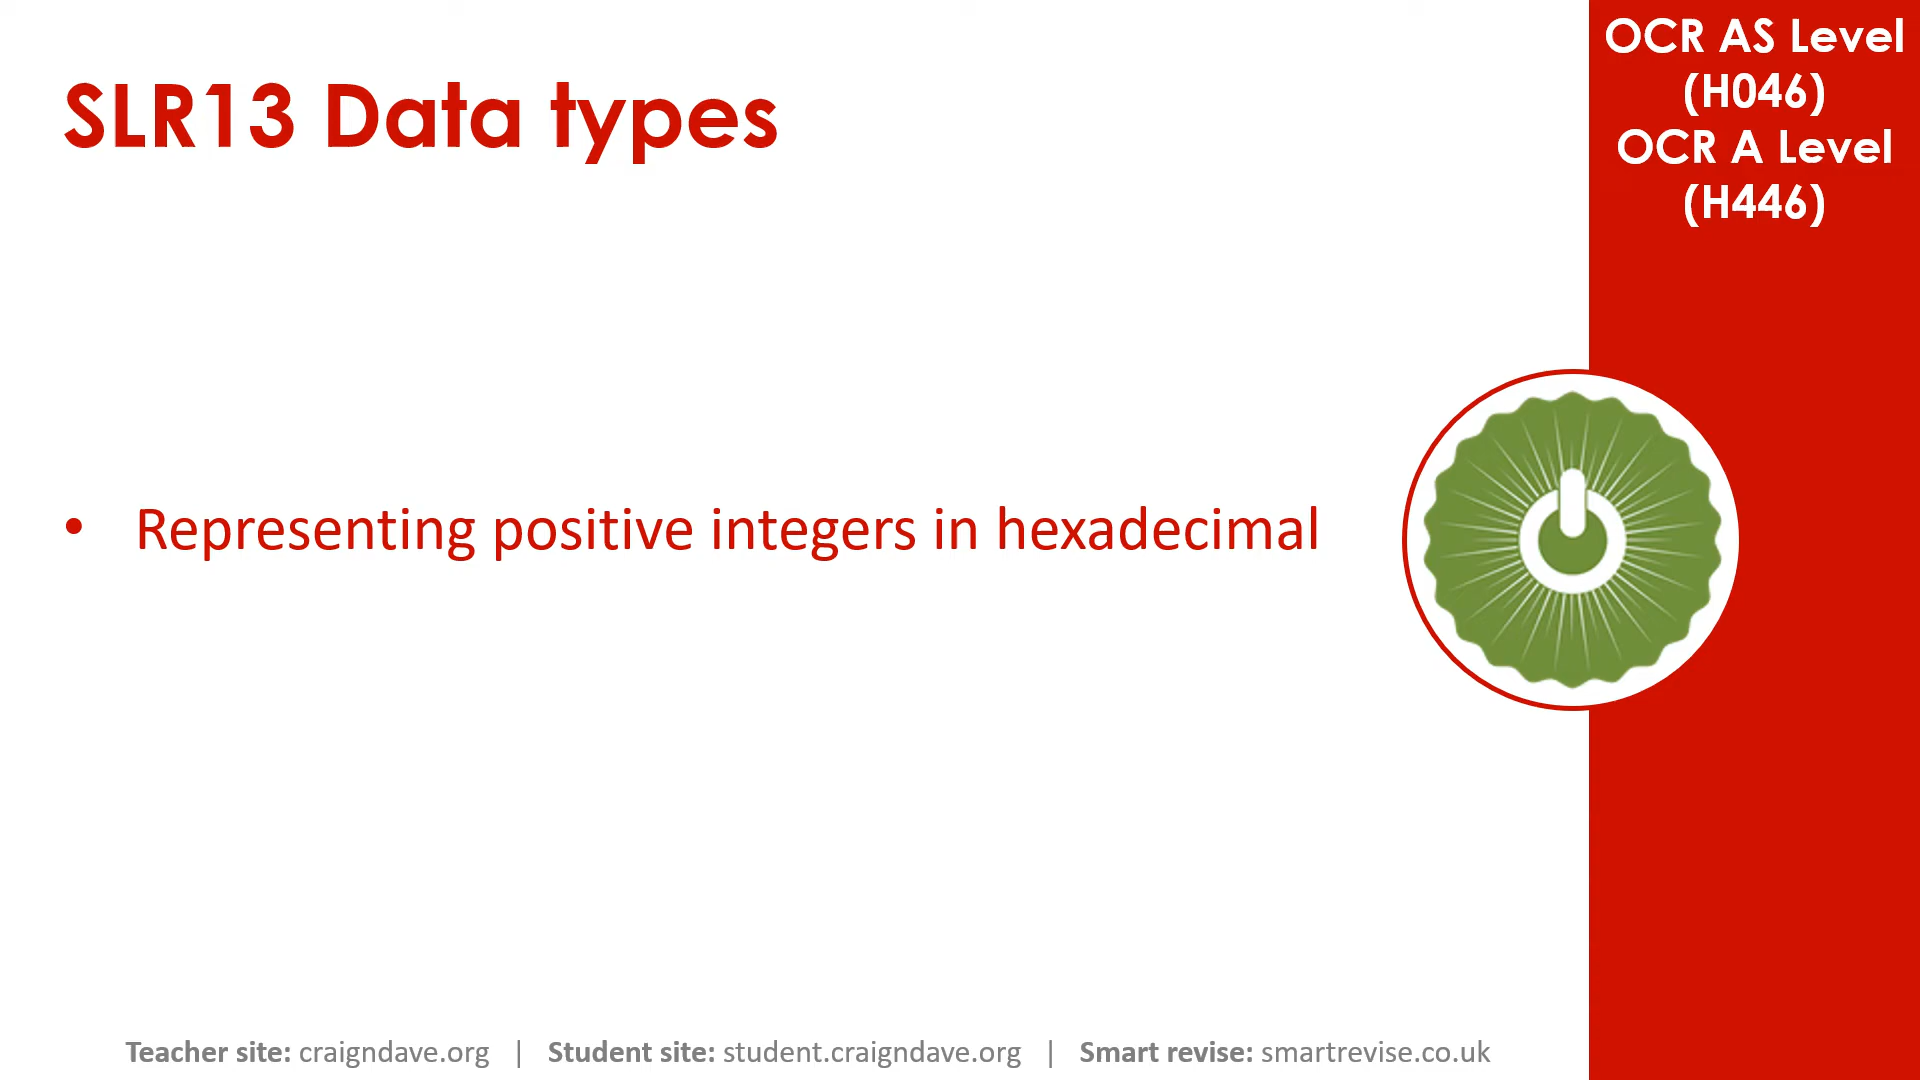 SLR13 Data types
OCR AS Level
(H046)
OCR A Level
(H446)
• Representing positive integers in hexadecimal
Teacher site: craigndave.org | Student site: student.craigndave.org | Smart revise: smartrevise.co.uk